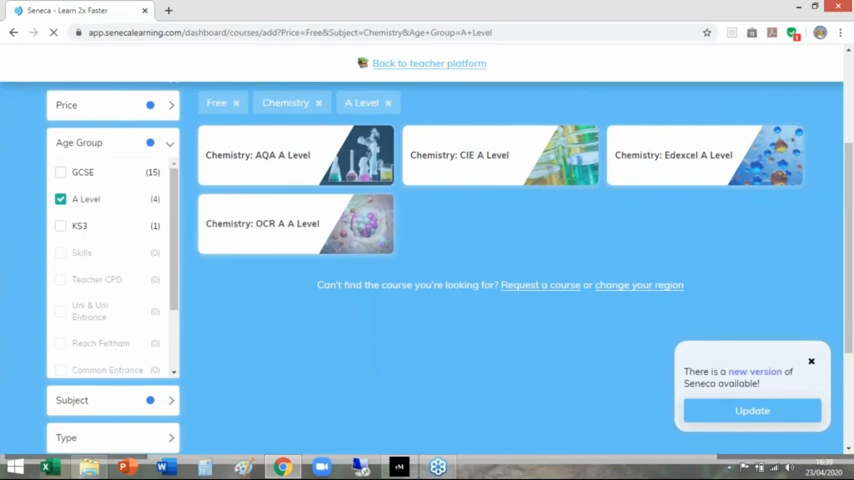 Seneca - Learn 2x Faster
app.senecalearning.com/dashboard/courses/add?Price=Free&Subject=Chemistry&Age+Group=A+Level
Back to teacher platform
Price
Free × Chemistry × A Level ×
Age Group
GCSE (15)
A Level (4)
KS3 (1)
Skills (0)
Teacher CPD (0)
Uni & Uni
Entrance (0)
Reach Feltham (0)
Common Entrance (0)
Subject
Type
Chemistry: AQA A Level
Chemistry: CIE A Level
Chemistry: Edexcel A Level
Chemistry: OCR A A Level
Can't find the course you're looking for? Request a course or change your region
There is a new version of
Seneca available!
Update
rM
16:39
23/04/2020